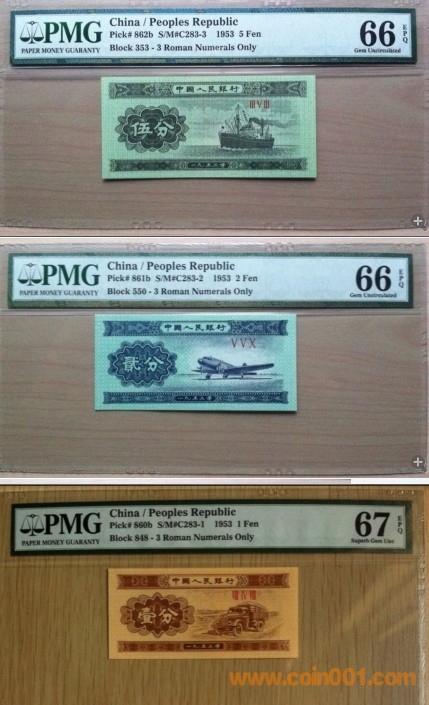 PMG
PAPER MONEY GUARANTY
China / Peoples Republic
Pick# 862b S/M#C283-3 1953 5 Fen
Block 353 - 3 Roman Numerals Only
66 EPQ
Gem Uncirculated
中國人民銀行
III V III
伍分
一九五三年
PMG
PAPER MONEY GUARANTY
China / Peoples Republic
Pick# 861b S/M#C283-2 1953 2 Fen
Block 550 - 3 Roman Numerals Only
66 EPQ
Gem Uncirculated
中國人民銀行
V V X
貳分
一九五三年
PMG
PAPER MONEY GUARANTY
China / Peoples Republic
Pick# 860b S/M#C283-1 1953 1 Fen
Block 848 - 3 Roman Numerals Only
67 EPQ
Superb Gem Unc
中國人民銀行
VIII IV VIII
壹分
一九五三年
www.coin001.com